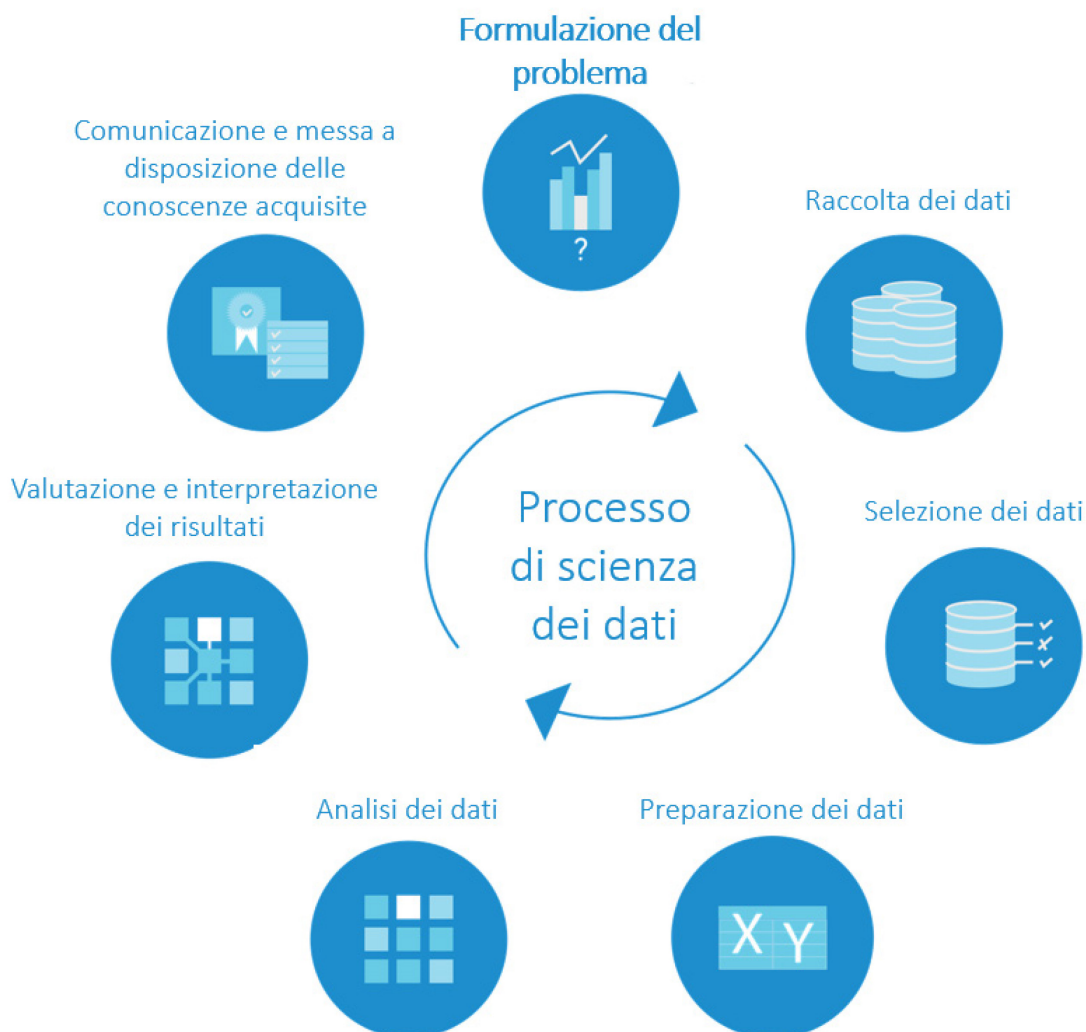 Formulazione del
problema
Comunicazione e messa a
disposizione delle
conoscenze acquisite
?
Raccolta dei dati
Valutazione e interpretazione
dei risultati
Processo
di scienza
dei dati
Selezione dei dati
Analisi dei dati
Preparazione dei dati
X Y